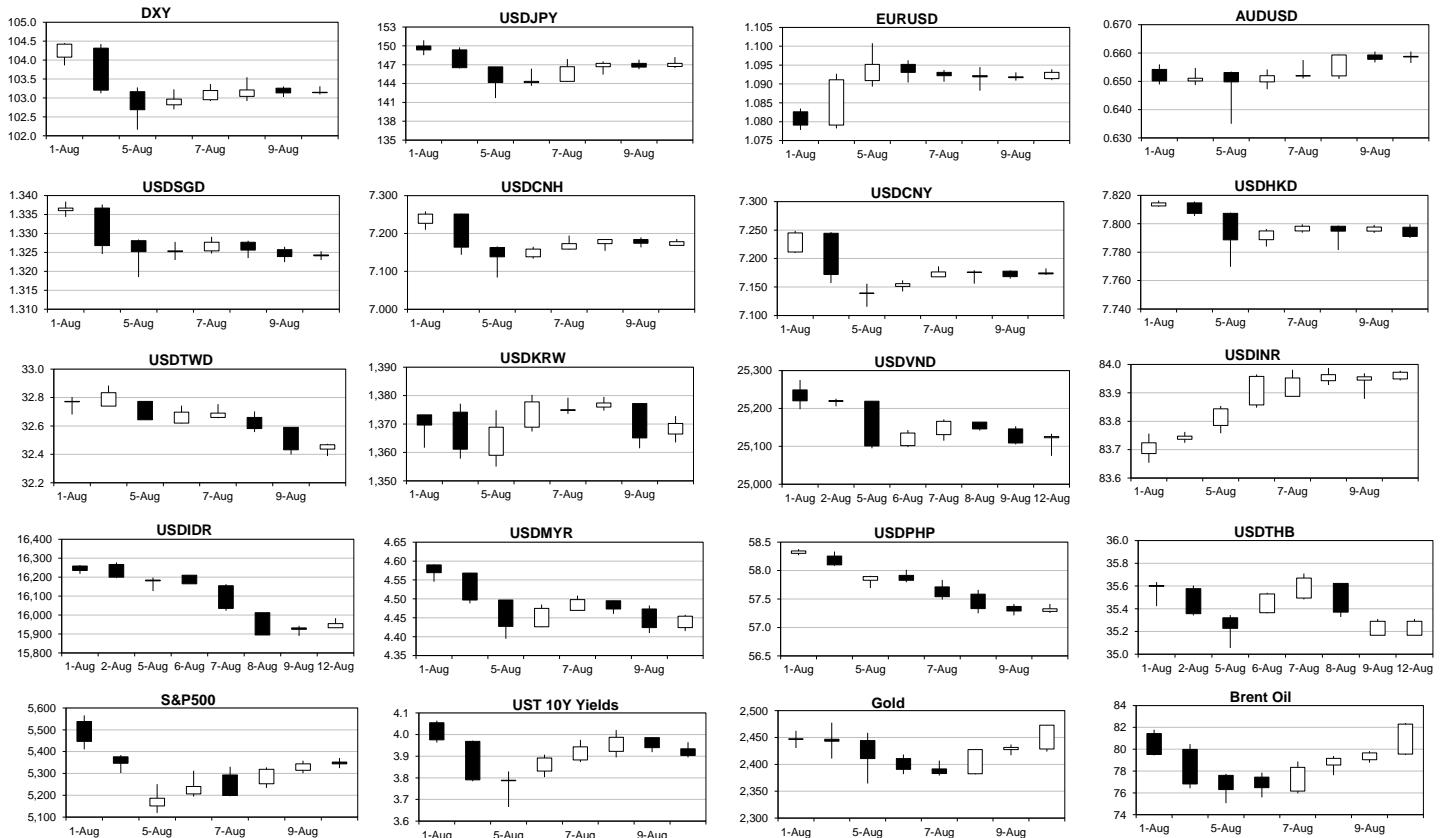 DXY
105.0
104.5
104.0
103.5
103.0
102.5
102.0
1-Aug 5-Aug 7-Aug 9-Aug
USDJPY
153
150
147
144
141
138
135
1-Aug 5-Aug 7-Aug 9-Aug
EURUSD
1.105
1.100
1.095
1.090
1.085
1.080
1.075
1-Aug 5-Aug 7-Aug 9-Aug
AUDUSD
0.670
0.660
0.650
0.640
0.630
1-Aug 5-Aug 7-Aug 9-Aug
USDSGD
1.340
1.335
1.330
1.325
1.320
1.315
1.310
1-Aug 5-Aug 7-Aug 9-Aug
USDCNH
7.300
7.200
7.100
7.000
1-Aug 5-Aug 7-Aug 9-Aug
USDCNY
7.300
7.250
7.200
7.150
7.100
1-Aug 5-Aug 7-Aug 9-Aug
USDHKD
7.820
7.800
7.780
7.760
7.740
1-Aug 5-Aug 7-Aug 9-Aug
USDTWD
33.0
32.8
32.6
32.4
32.2
1-Aug 5-Aug 7-Aug 9-Aug
USDKRW
1,390
1,380
1,370
1,360
1,350
1-Aug 5-Aug 7-Aug 9-Aug
USDVND
25,300
25,200
25,100
25,000
1-Aug 2-Aug 5-Aug 6-Aug 7-Aug 8-Aug 9-Aug 12-Aug
USDINR
84.0
83.9
83.8
83.7
83.6
1-Aug 5-Aug 7-Aug 9-Aug
USDIDR
16,400
16,300
16,200
16,100
16,000
15,900
15,800
1-Aug 2-Aug 5-Aug 6-Aug 7-Aug 8-Aug 9-Aug 12-Aug
USDMYR
4.65
4.60
4.55
4.50
4.45
4.40
4.35
1-Aug 5-Aug 7-Aug 9-Aug
USDPHP
58.5
58.0
57.5
57.0
56.5
1-Aug 5-Aug 7-Aug 9-Aug
USDTHB
36.0
35.8
35.6
35.4
35.2
35.0
1-Aug 2-Aug 5-Aug 6-Aug 7-Aug 8-Aug 9-Aug 12-Aug
S&P500
5,600
5,500
5,400
5,300
5,200
5,100
1-Aug 5-Aug 7-Aug 9-Aug
UST 10Y Yields
4.1
4.0
3.9
3.8
3.7
3.6
1-Aug 5-Aug 7-Aug 9-Aug
Gold
2,500
2,450
2,400
2,350
2,300
1-Aug 5-Aug 7-Aug 9-Aug
Brent Oil
84
82
80
78
76
74
1-Aug 5-Aug 7-Aug 9-Aug